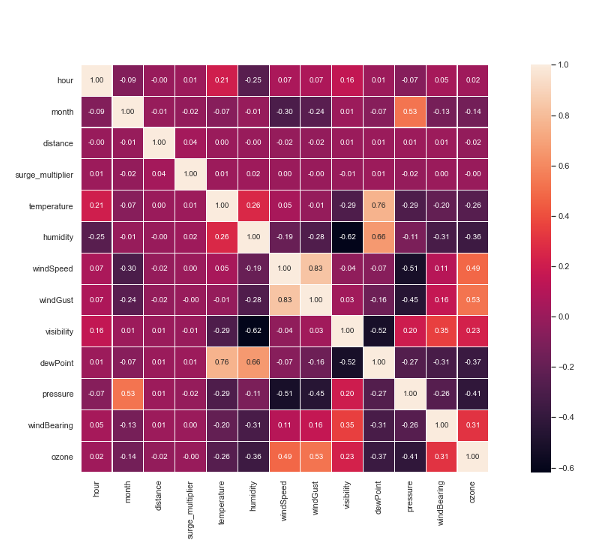 hour 1.00 -0.09 -0.00 0.01 0.21 -0.25 0.07 0.07 0.16 0.01 -0.07 0.05 0.02
month -0.09 1.00 -0.01 -0.02 -0.07 -0.01 -0.30 -0.24 0.01 -0.07 0.53 -0.13 -0.14
distance -0.00 -0.01 1.00 0.04 0.00 -0.00 -0.02 -0.02 0.01 0.01 0.01 0.01 -0.02
surge_multiplier 0.01 -0.02 0.04 1.00 0.01 0.02 0.00 -0.00 -0.01 0.01 -0.02 0.00 -0.00
temperature 0.21 -0.07 0.00 0.01 1.00 0.26 0.05 -0.01 -0.29 0.76 -0.29 -0.20 -0.26
humidity -0.25 -0.01 -0.00 0.02 0.26 1.00 -0.19 -0.28 -0.62 0.66 -0.11 -0.31 -0.36
windSpeed 0.07 -0.30 -0.02 0.00 0.05 -0.19 1.00 0.83 -0.04 -0.07 -0.51 0.11 0.49
windGust 0.07 -0.24 -0.02 -0.00 -0.01 -0.28 0.83 1.00 0.03 -0.16 -0.45 0.16 0.53
visibility 0.16 0.01 0.01 -0.01 -0.29 -0.62 -0.04 0.03 1.00 -0.52 0.20 0.35 0.23
dewPoint 0.01 -0.07 0.01 0.01 0.76 0.66 -0.07 -0.16 -0.52 1.00 -0.27 -0.31 -0.37
pressure -0.07 0.53 0.01 -0.02 -0.29 -0.11 -0.51 -0.45 0.20 -0.27 1.00 -0.26 -0.41
windBearing 0.05 -0.13 0.01 0.00 -0.20 -0.31 0.11 0.16 0.35 -0.31 -0.26 1.00 0.31
ozone 0.02 -0.14 -0.02 -0.00 -0.26 -0.36 0.49 0.53 0.23 -0.37 -0.41 0.31 1.00
hour month distance surge_multiplier temperature humidity windSpeed windGust visibility dewPoint pressure windBearing ozone
1.0
0.8
0.6
0.4
0.2
0.0
−0.2
−0.4
−0.6